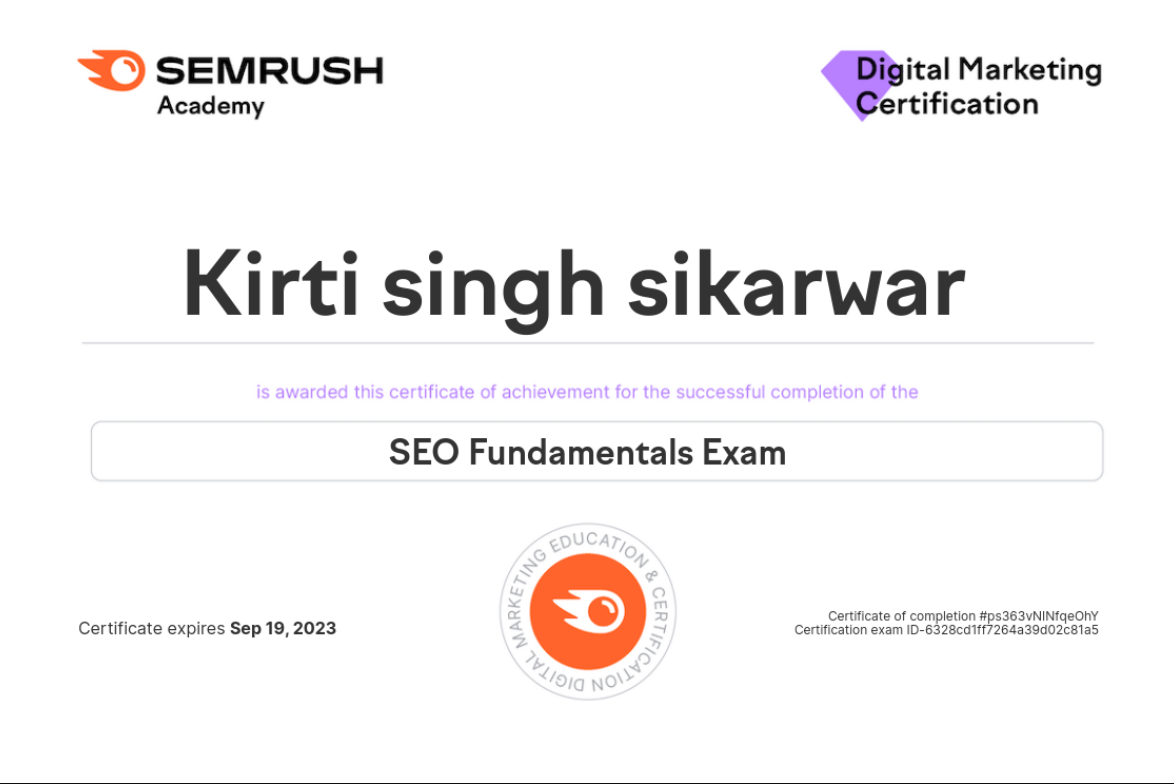 SEMRUSH
Academy
Digital Marketing
Certification
Kirti singh sikarwar
is awarded this certificate of achievement for the successful completion of the
SEO Fundamentals Exam
DIGITAL MARKETING EDUCATION & CERTIFICATION
Certificate expires Sep 19, 2023
Certificate of completion #ps363vNlNfqeOhY
Certification exam ID-6328cd1ff7264a39d02c81a5